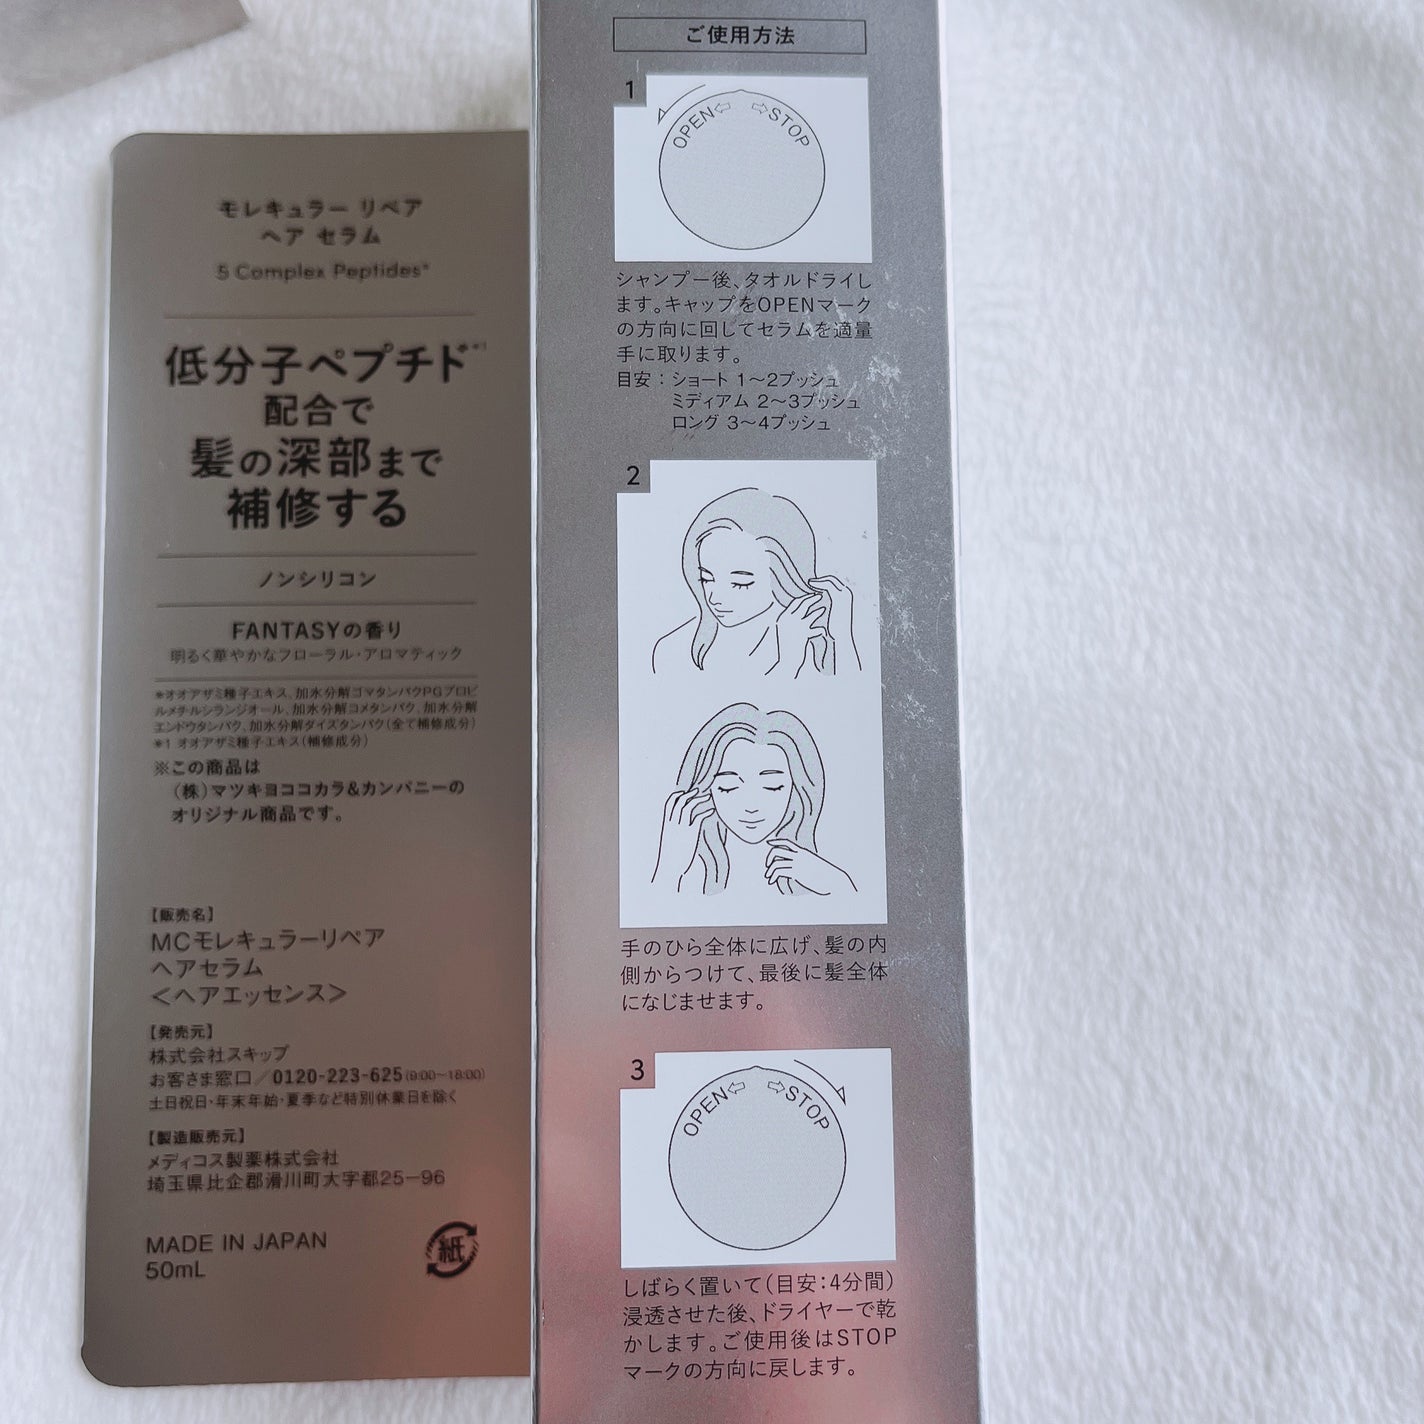 モレキュラー リペア
ヘア セラム
5 Complex Peptides*
低分子ペプチド*1
配合で
髪の深部まで
補修する
ノンシリコン
FANTASYの香り
明るく華やかなフローラル・アロマティック
*オオアザミ種子エキス、加水分解ゴマタンパクPGプロピ
ルメチルシランジオール、加水分解コメタンパク、加水分解
エンドウタンパク、加水分解ダイズタンパク(全て補修成分)
*1 オオアザミ種子エキス(補修成分)
※この商品は
(株)マツキヨココカラ&カンパニーの
オリジナル商品です。
【販売名】
MCモレキュラーリペア
ヘアセラム
<ヘアエッセンス>
【発売元】
株式会社スキップ
お客さま窓口/0120-223-625(9:00~18:00)
土日祝日・年末年始・夏季など特別休業日を除く
【製造販売元】
メディコス製薬株式会社
埼玉県比企郡滑川町大字都25-96
MADE IN JAPAN
50mL
紙
ご使用方法
1
OPEN⇦ ⇨STOP
シャンプー後、タオルドライし
ます。キャップをOPENマーク
の方向に回してセラムを適量
手に取ります。
目安:ショート 1~2プッシュ
ミディアム 2~3プッシュ
ロング 3~4プッシュ
2
手のひら全体に広げ、髪の内
側からつけて、最後に髪全体
になじませます。
3
OPEN⇦ ⇨STOP
しばらく置いて(目安:4分間)
浸透させた後、ドライヤーで乾
かします。ご使用後はSTOP
マークの方向に戻します。